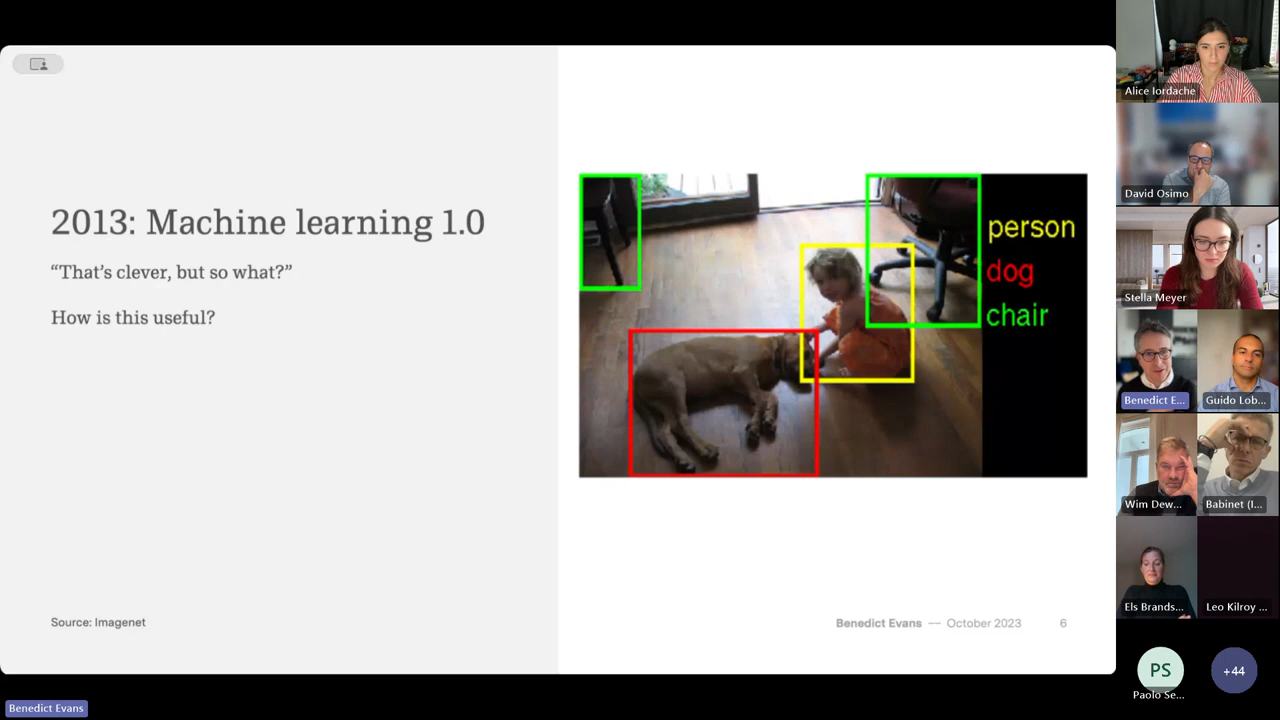 2013: Machine learning 1.0
“That’s clever, but so what?”
How is this useful?
person
dog
chair
Source: Imagenet
Benedict Evans — October 2023 6
Alice Iordache
David Osimo
Stella Meyer
Benedict E...
Guido Lob...
Wim Dew...
Babinet (I...
Els Brands...
Leo Kilroy ...
PS
Paolo Se...
+44
Benedict Evans